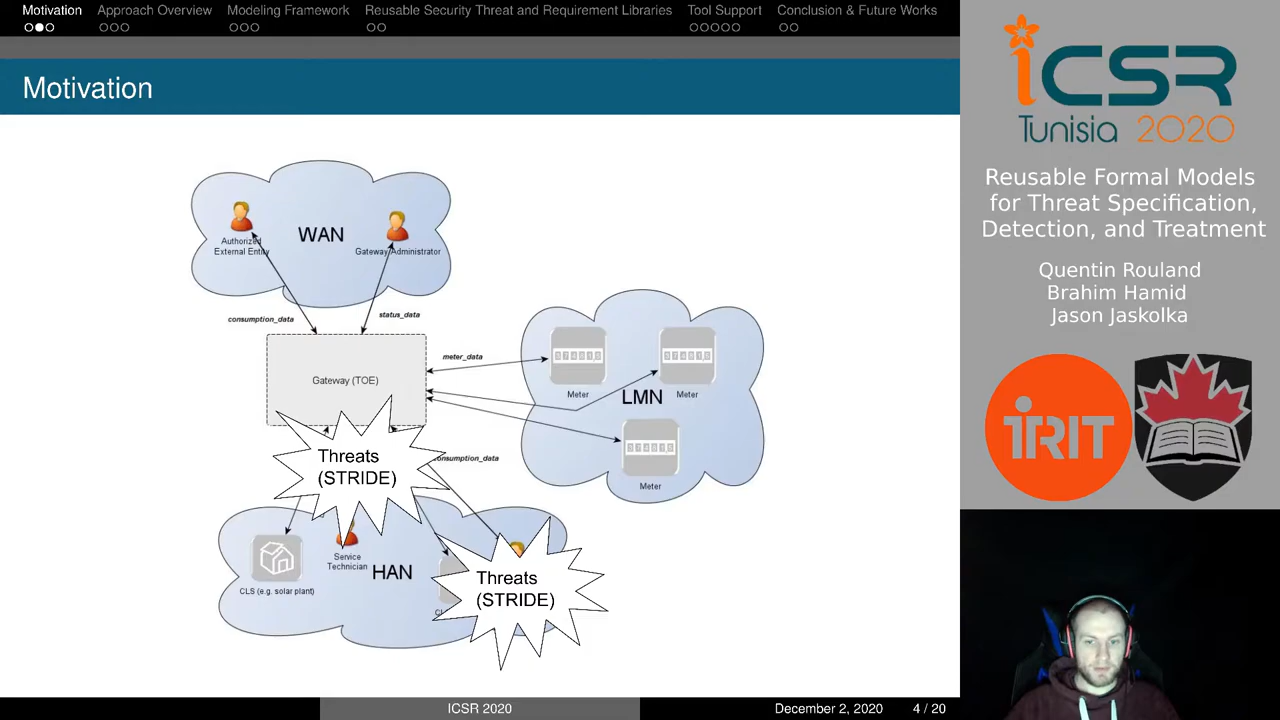 Motivation Approach Overview Modeling Framework Reusable Security Threat and Requirement Libraries Tool Support Conclusion & Future Works
Motivation
WAN
Authorized
External Entity
Gateway Administrator
consumption_data
status_data
Gateway (TOE)
meter_data
Meter
Meter
LMN
Meter
Threats
(STRIDE)
consumption_data
Service
Technician
HAN
CLS (e.g. solar plant)
Threats
(STRIDE)
ICSR 2020
December 2, 2020
4 / 20
iCSR
Tunisia 2020
Reusable Formal Models
for Threat Specification,
Detection, and Treatment
Quentin Rouland
Brahim Hamid
Jason Jaskolka
iRIT